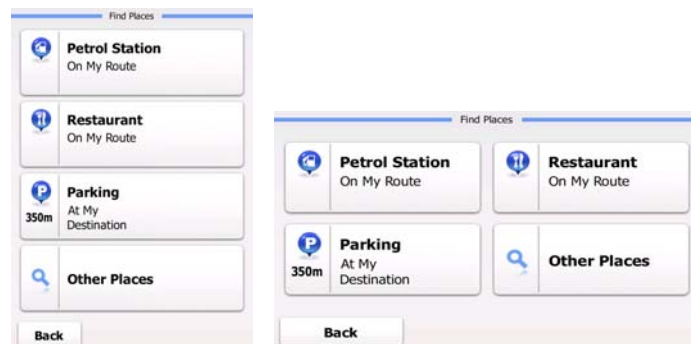 Find Places
Petrol Station
On My Route
Restaurant
On My Route
Parking
350m
At My
Destination
Other Places
Back
Find Places
Petrol Station
On My Route
Restaurant
On My Route
Parking
350m
At My
Destination
Other Places
Back